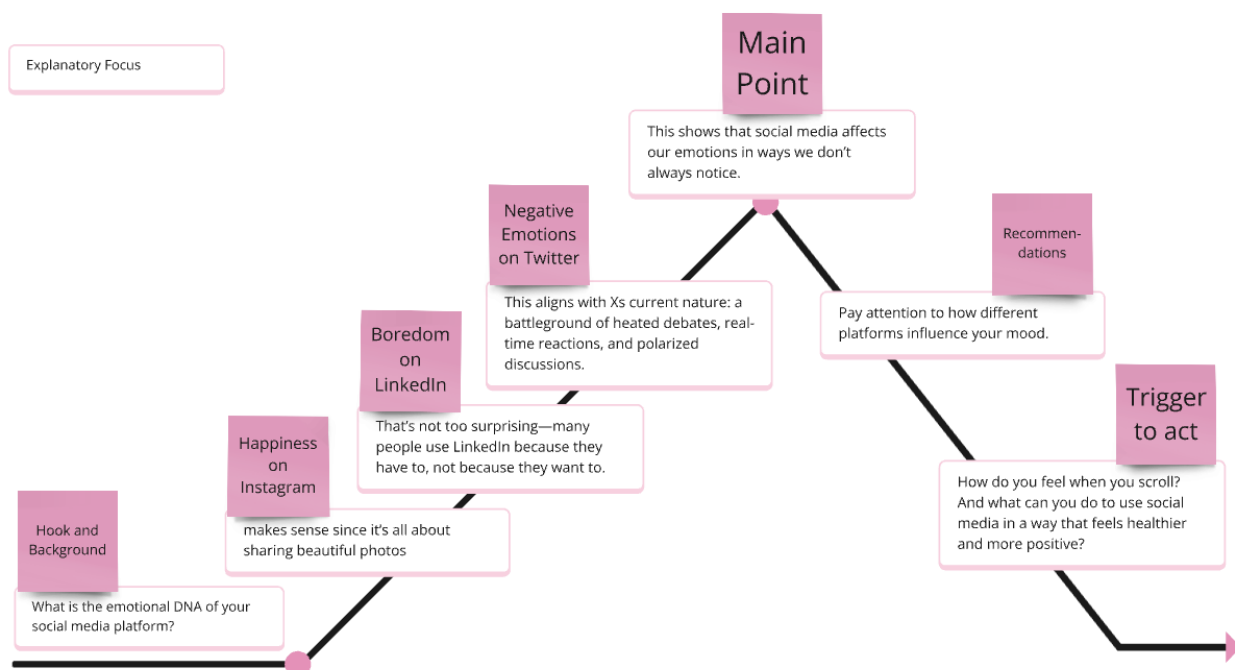 Explanatory Focus
Main
Point
This shows that social media affects
our emotions in ways we don't
always notice.
Negative
Emotions
on Twitter
This aligns with Xs current nature: a
battleground of heated debates, real-
time reactions, and polarized
discussions.
Boredom
on
LinkedIn
That's not too surprising—many
people use LinkedIn because they
have to, not because they want to.
Happiness
on
Instagram
makes sense since it's all about
sharing beautiful photos
Hook and
Background
What is the emotional DNA of your
social media platform?
Recommen-
dations
Pay attention to how different
platforms influence your mood.
Trigger
to act
How do you feel when you scroll?
And what can you do to use social
media in a way that feels healthier
and more positive?